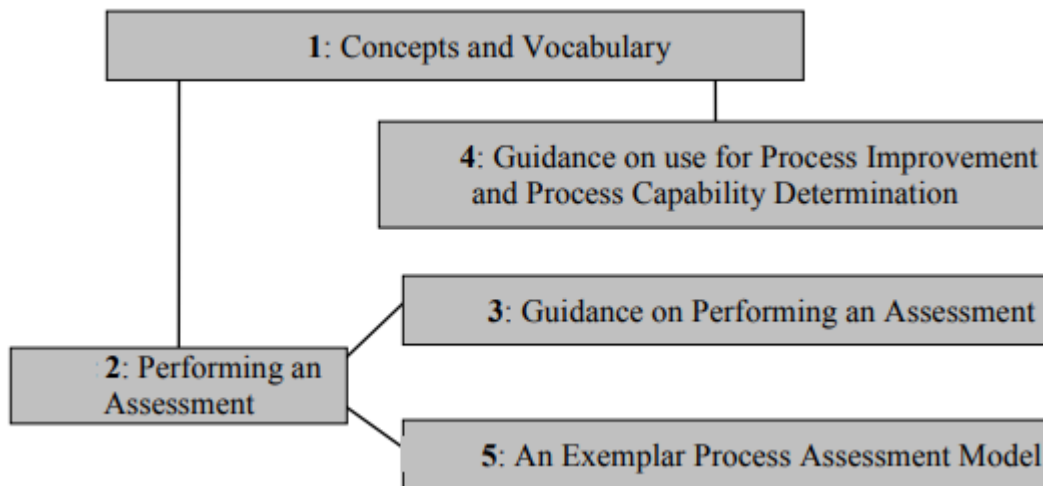 1: Concepts and Vocabulary
4: Guidance on use for Process Improvement
and Process Capability Determination
3: Guidance on Performing an Assessment
2: Performing an
Assessment
5: An Exemplar Process Assessment Model